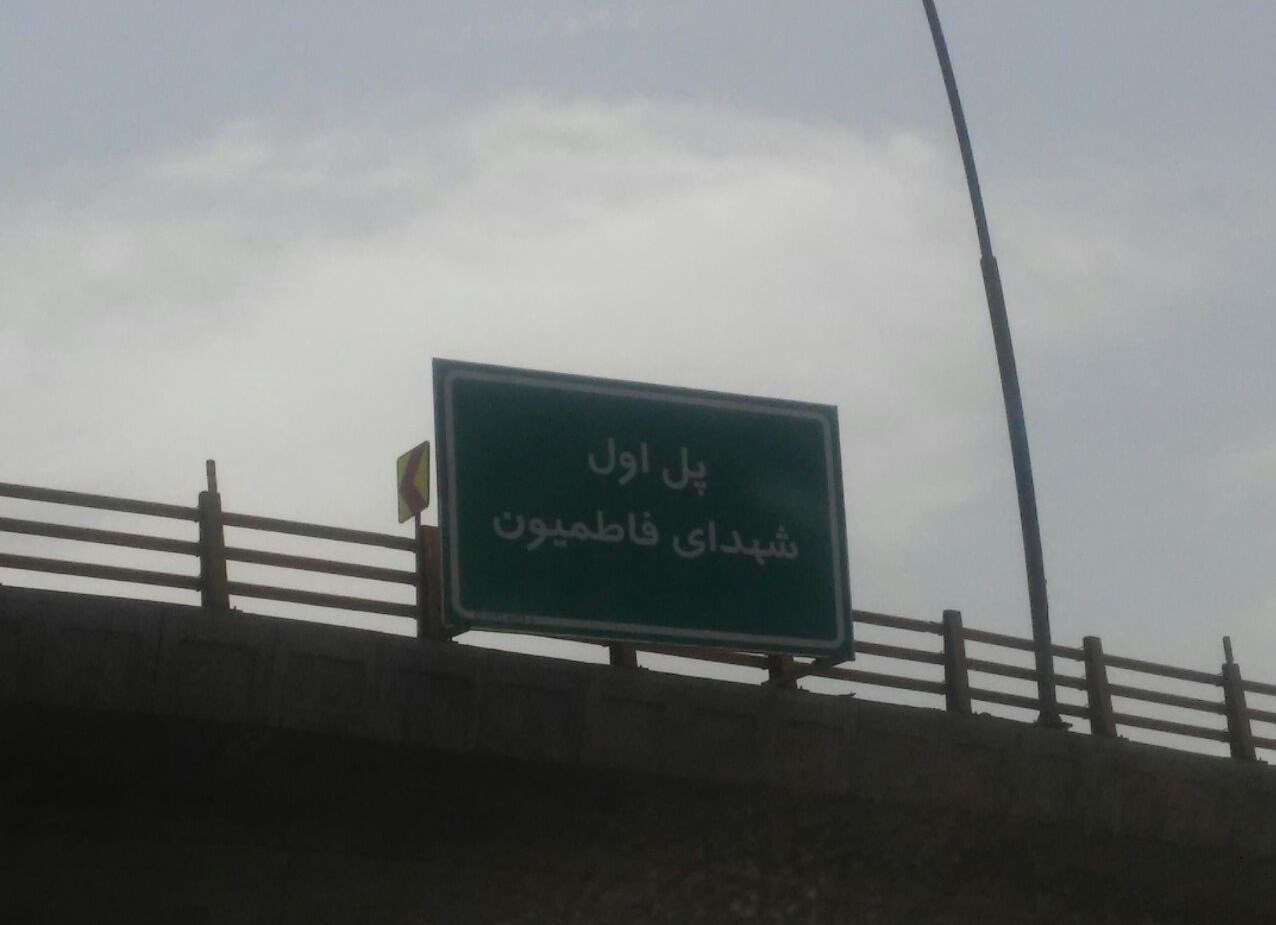 پل اول
شهدای فاطمیون